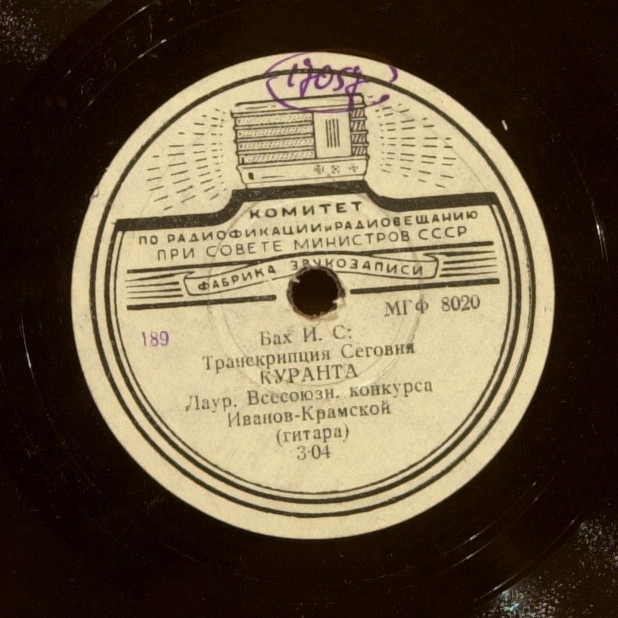 17057
КОМИТЕТ
ПО РАДИОФИКАЦИИ и РАДИОВЕЩАНИЮ
ПРИ СОВЕТЕ МИНИСТРОВ СССР
ФАБРИКА ЗВУКОЗАПИСИ
МГФ 8020
189
Бах И. С:
Транскрипция Сеговия
КУРАНТА
Лаур. Всесоюзн. конкурса
Иванов-Крамской
(гитара)
3·04